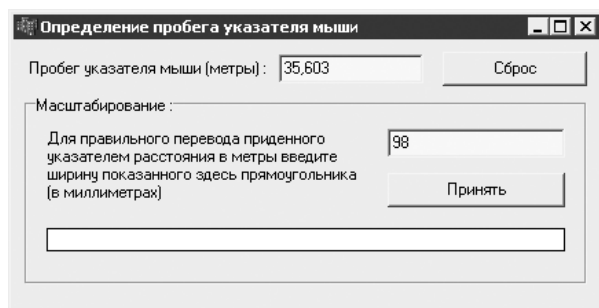 Определение пробега указателя мыши
Пробег указателя мыши (метры) : 35,603 Сброс
Масштабирование :
Для правильного перевода приденного
указателем расстояния в метры введите
ширину показанного здесь прямоугольника
(в миллиметрах)
98
Принять